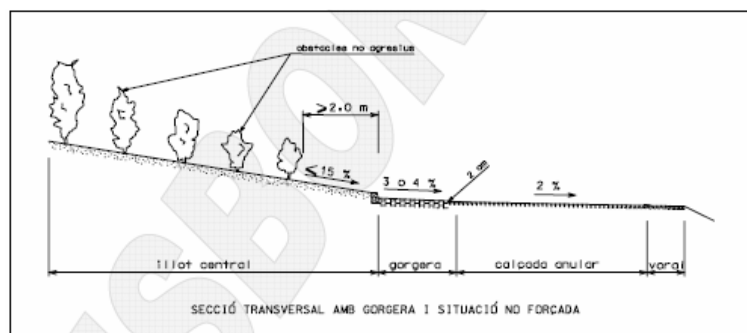 obstacles no agresius
≥2.0 m
≤15 %
3 o 4 %
2 cm
2 %
illot central
gorgera
calçada anular
voral
SECCIÓ TRANSVERSAL AMB GORGERA I SITUACIÓ NO FORÇADA